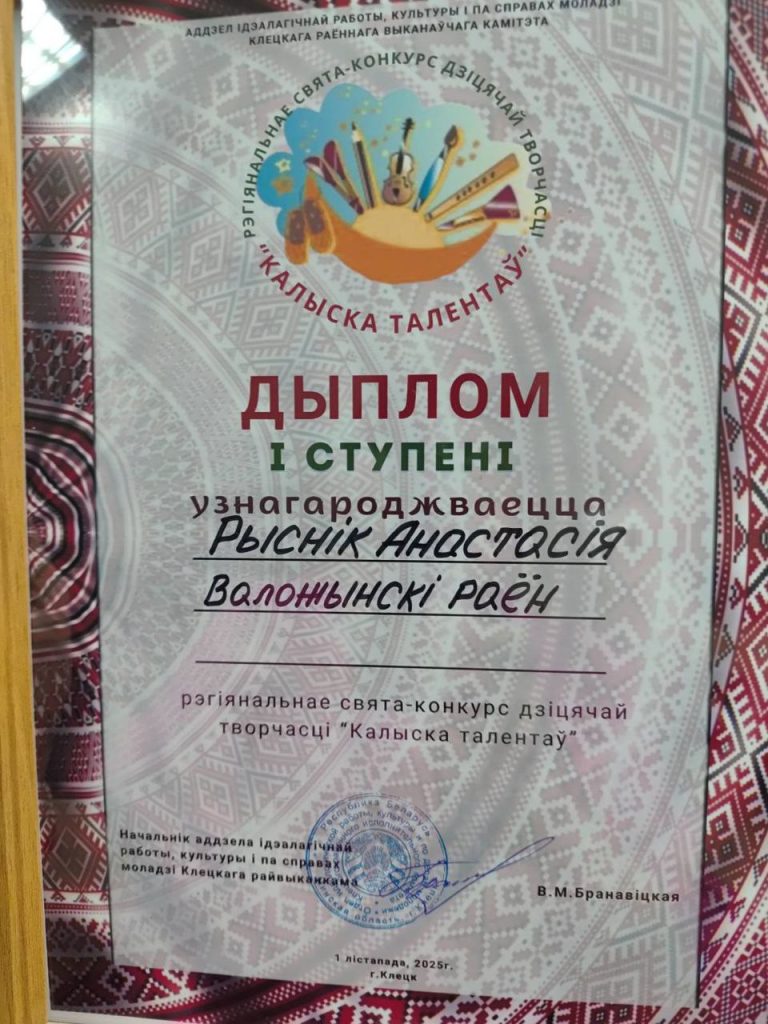 АДДЗЕЛ ІДЭАЛАГІЧНАЙ РАБОТЫ, КУЛЬТУРЫ І ПА СПРАВАХ МОЛАДЗІ
КЛЕЦКАГА РАЁННАГА ВЫКАНАЎЧАГА КАМІТЭТА
РЭГІЯНАЛЬНАЕ СВЯТА-КОНКУРС ДЗІЦЯЧАЙ ТВОРЧАСЦІ
“КАЛЫСКА ТАЛЕНТАЎ”
ДЫПЛОМ
І СТУПЕНІ
узнагароджваецца
Рыснік Анастасія
Валожынскі раён
рэгіянальнае свята-конкурс дзіцячай
творчасці “Калыска талентаў”
Начальнік аддзела ідэалагічнай
работы, культуры і па справах
моладзі Клецкага райвыканкама
Республика Беларусь
В.М.Бранавіцкая
1 лістапада, 2025г.
г.Клецк